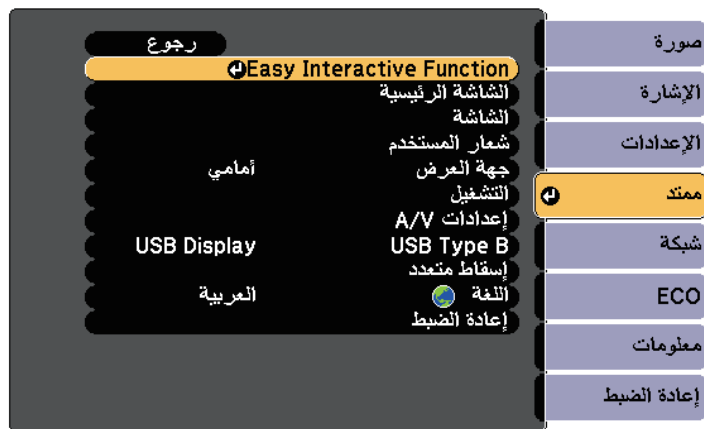 صورة
الإشارة
الإعدادات
ممتد
شبكة
ECO
معلومات
إعادة الضبط
رجوع
Easy Interactive Function
الشاشة الرئيسية
الشاشة
شعار المستخدم
جهة العرض أمامي
التشغيل
إعدادات A/V
USB Type B USB Display
إسقاط متعدد
اللغة العربية
إعادة الضبط